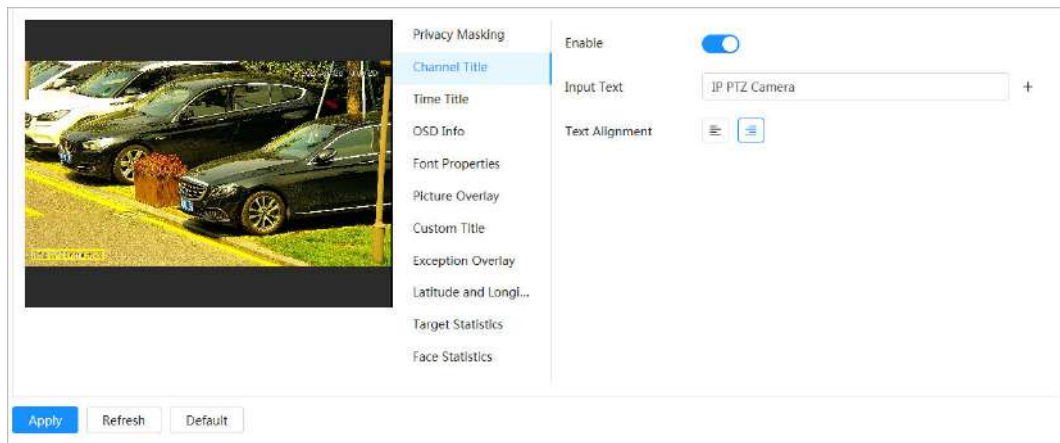 Privacy Masking
Channel Title
Time Title
OSD Info
Font Properties
Picture Overlay
Custom Title
Exception Overlay
Latitude and Longi...
Target Statistics
Face Statistics
Enable
Input Text
IP PTZ Camera
+
Text Alignment
Apply
Refresh
Default